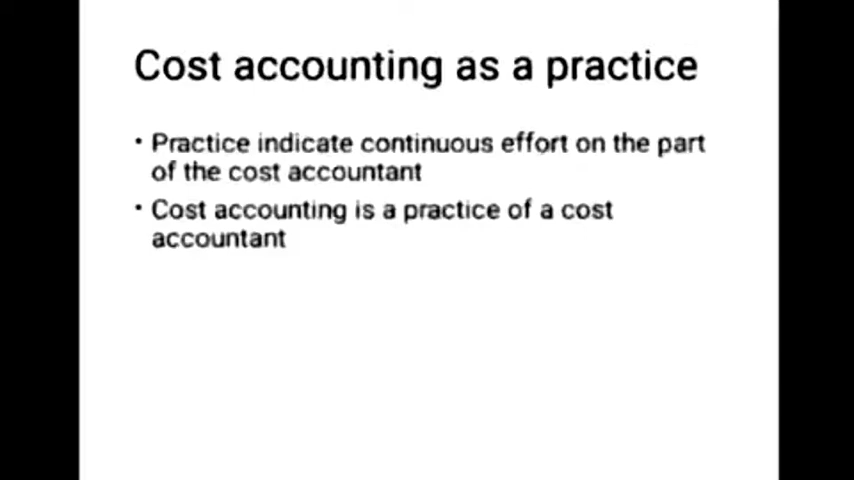 Cost accounting as a practice
• Practice indicate continuous effort on the part
of the cost accountant
• Cost accounting is a practice of a cost
accountant